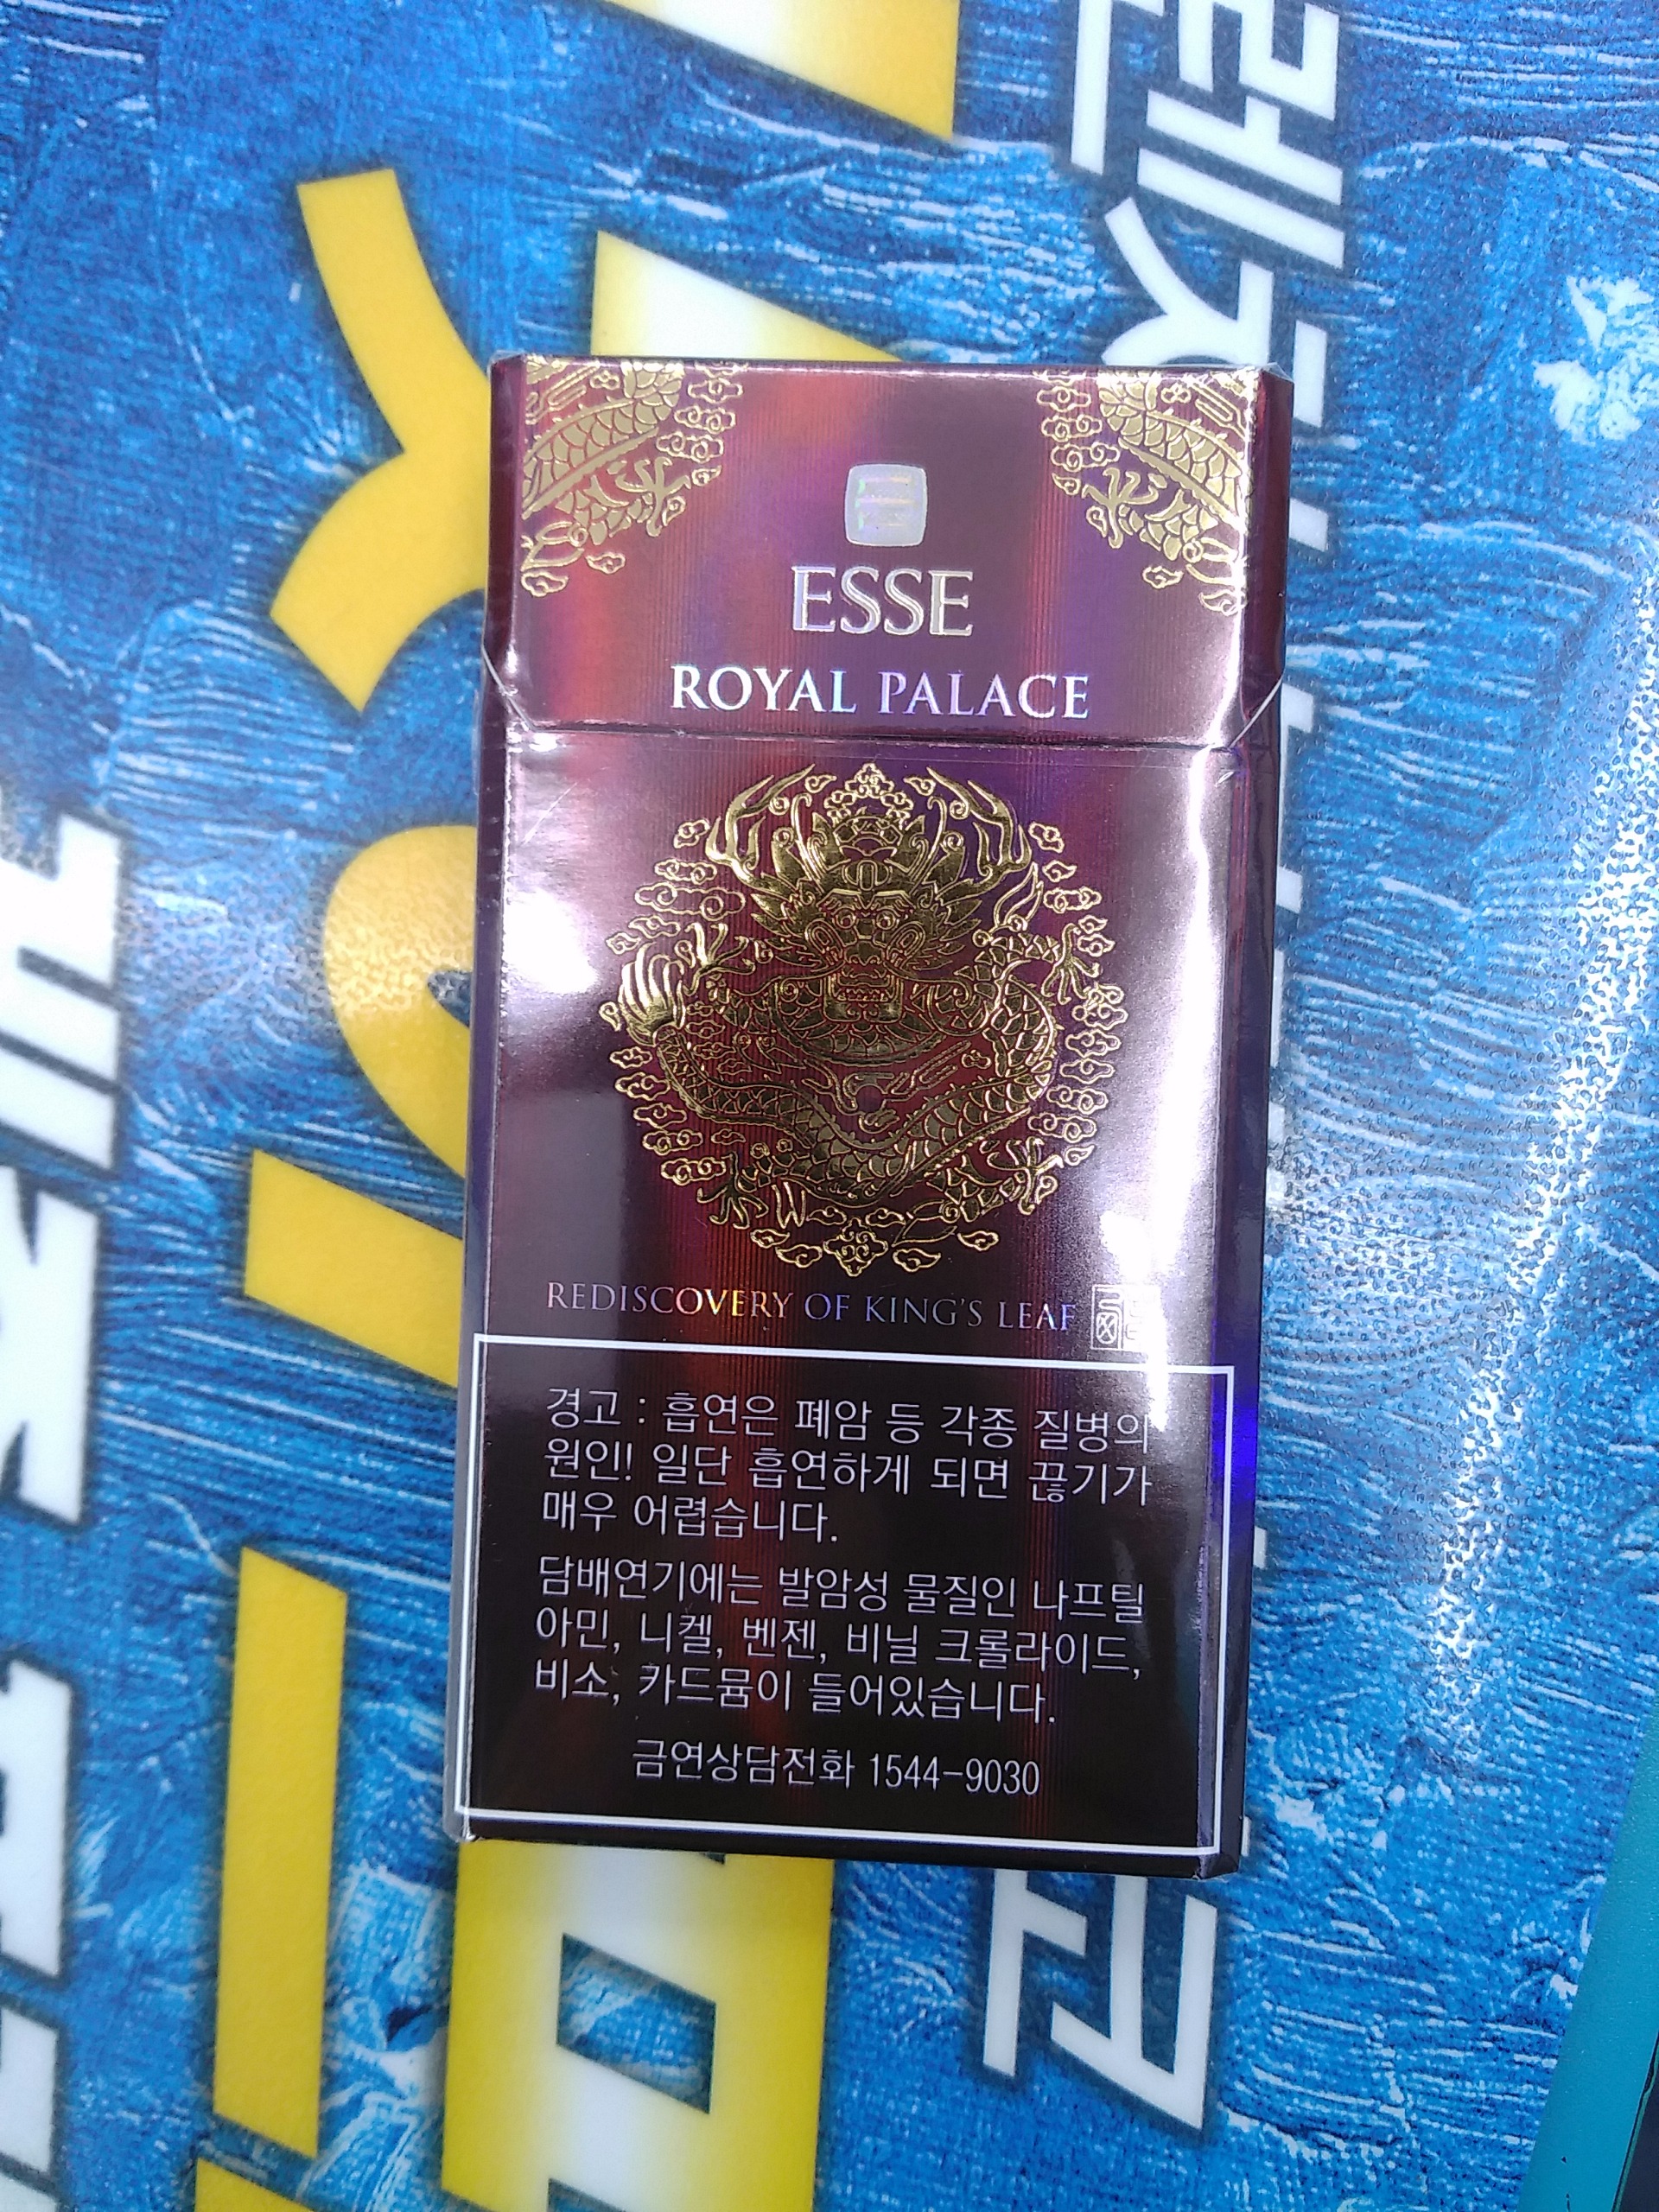 ESSE
ROYAL PALACE
REDISCOVERY OF KING'S LEAF
경고 : 흡연은 폐암 등 각종 질병의
원인! 일단 흡연하게 되면 끊기가
매우 어렵습니다.
담배연기에는 발암성 물질인 나프틸
아민, 니켈, 벤젠, 비닐 크롤라이드,
비소, 카드뮴이 들어있습니다.
금연상담전화 1544-9030